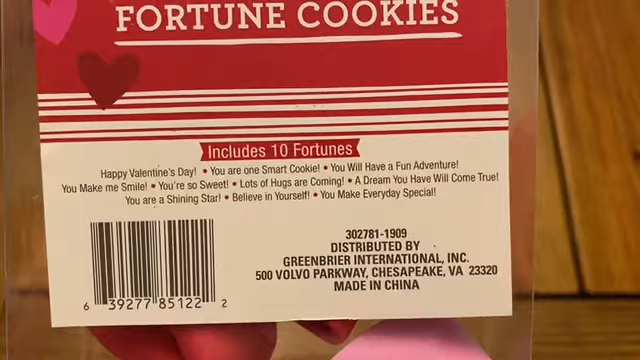 FORTUNE COOKIES
Includes 10 Fortunes
Happy Valentine's Day! • You are one Smart Cookie! • You Will Have a Fun Adventure!
You Make me Smile! • You're so Sweet! • Lots of Hugs are Coming! • A Dream You Have Will Come True!
You are a Shining Star! • Believe in Yourself! • You Make Everyday Special!
302781-1909
DISTRIBUTED BY
GREENBRIER INTERNATIONAL, INC.
500 VOLVO PARKWAY, CHESAPEAKE, VA 23320
MADE IN CHINA
6 39277 85122 2